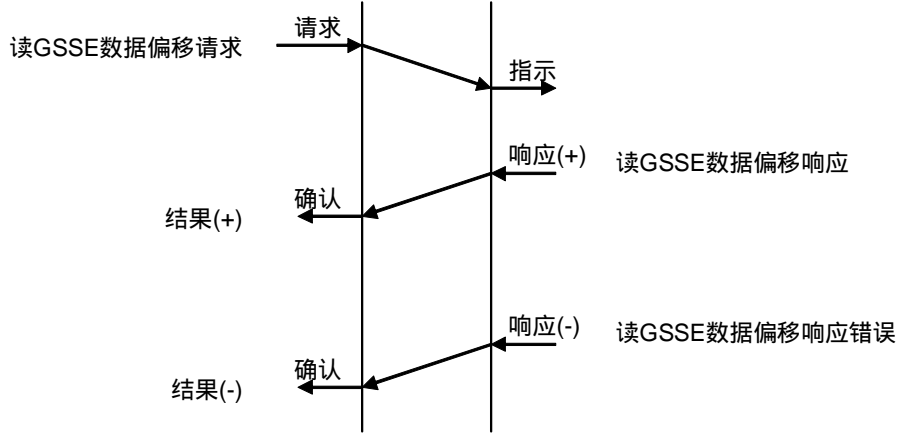 请求
读GSSE数据偏移请求
指示
响应(+)
读GSSE数据偏移响应
确认
结果(+)
响应(-)
读GSSE数据偏移响应错误
确认
结果(-)